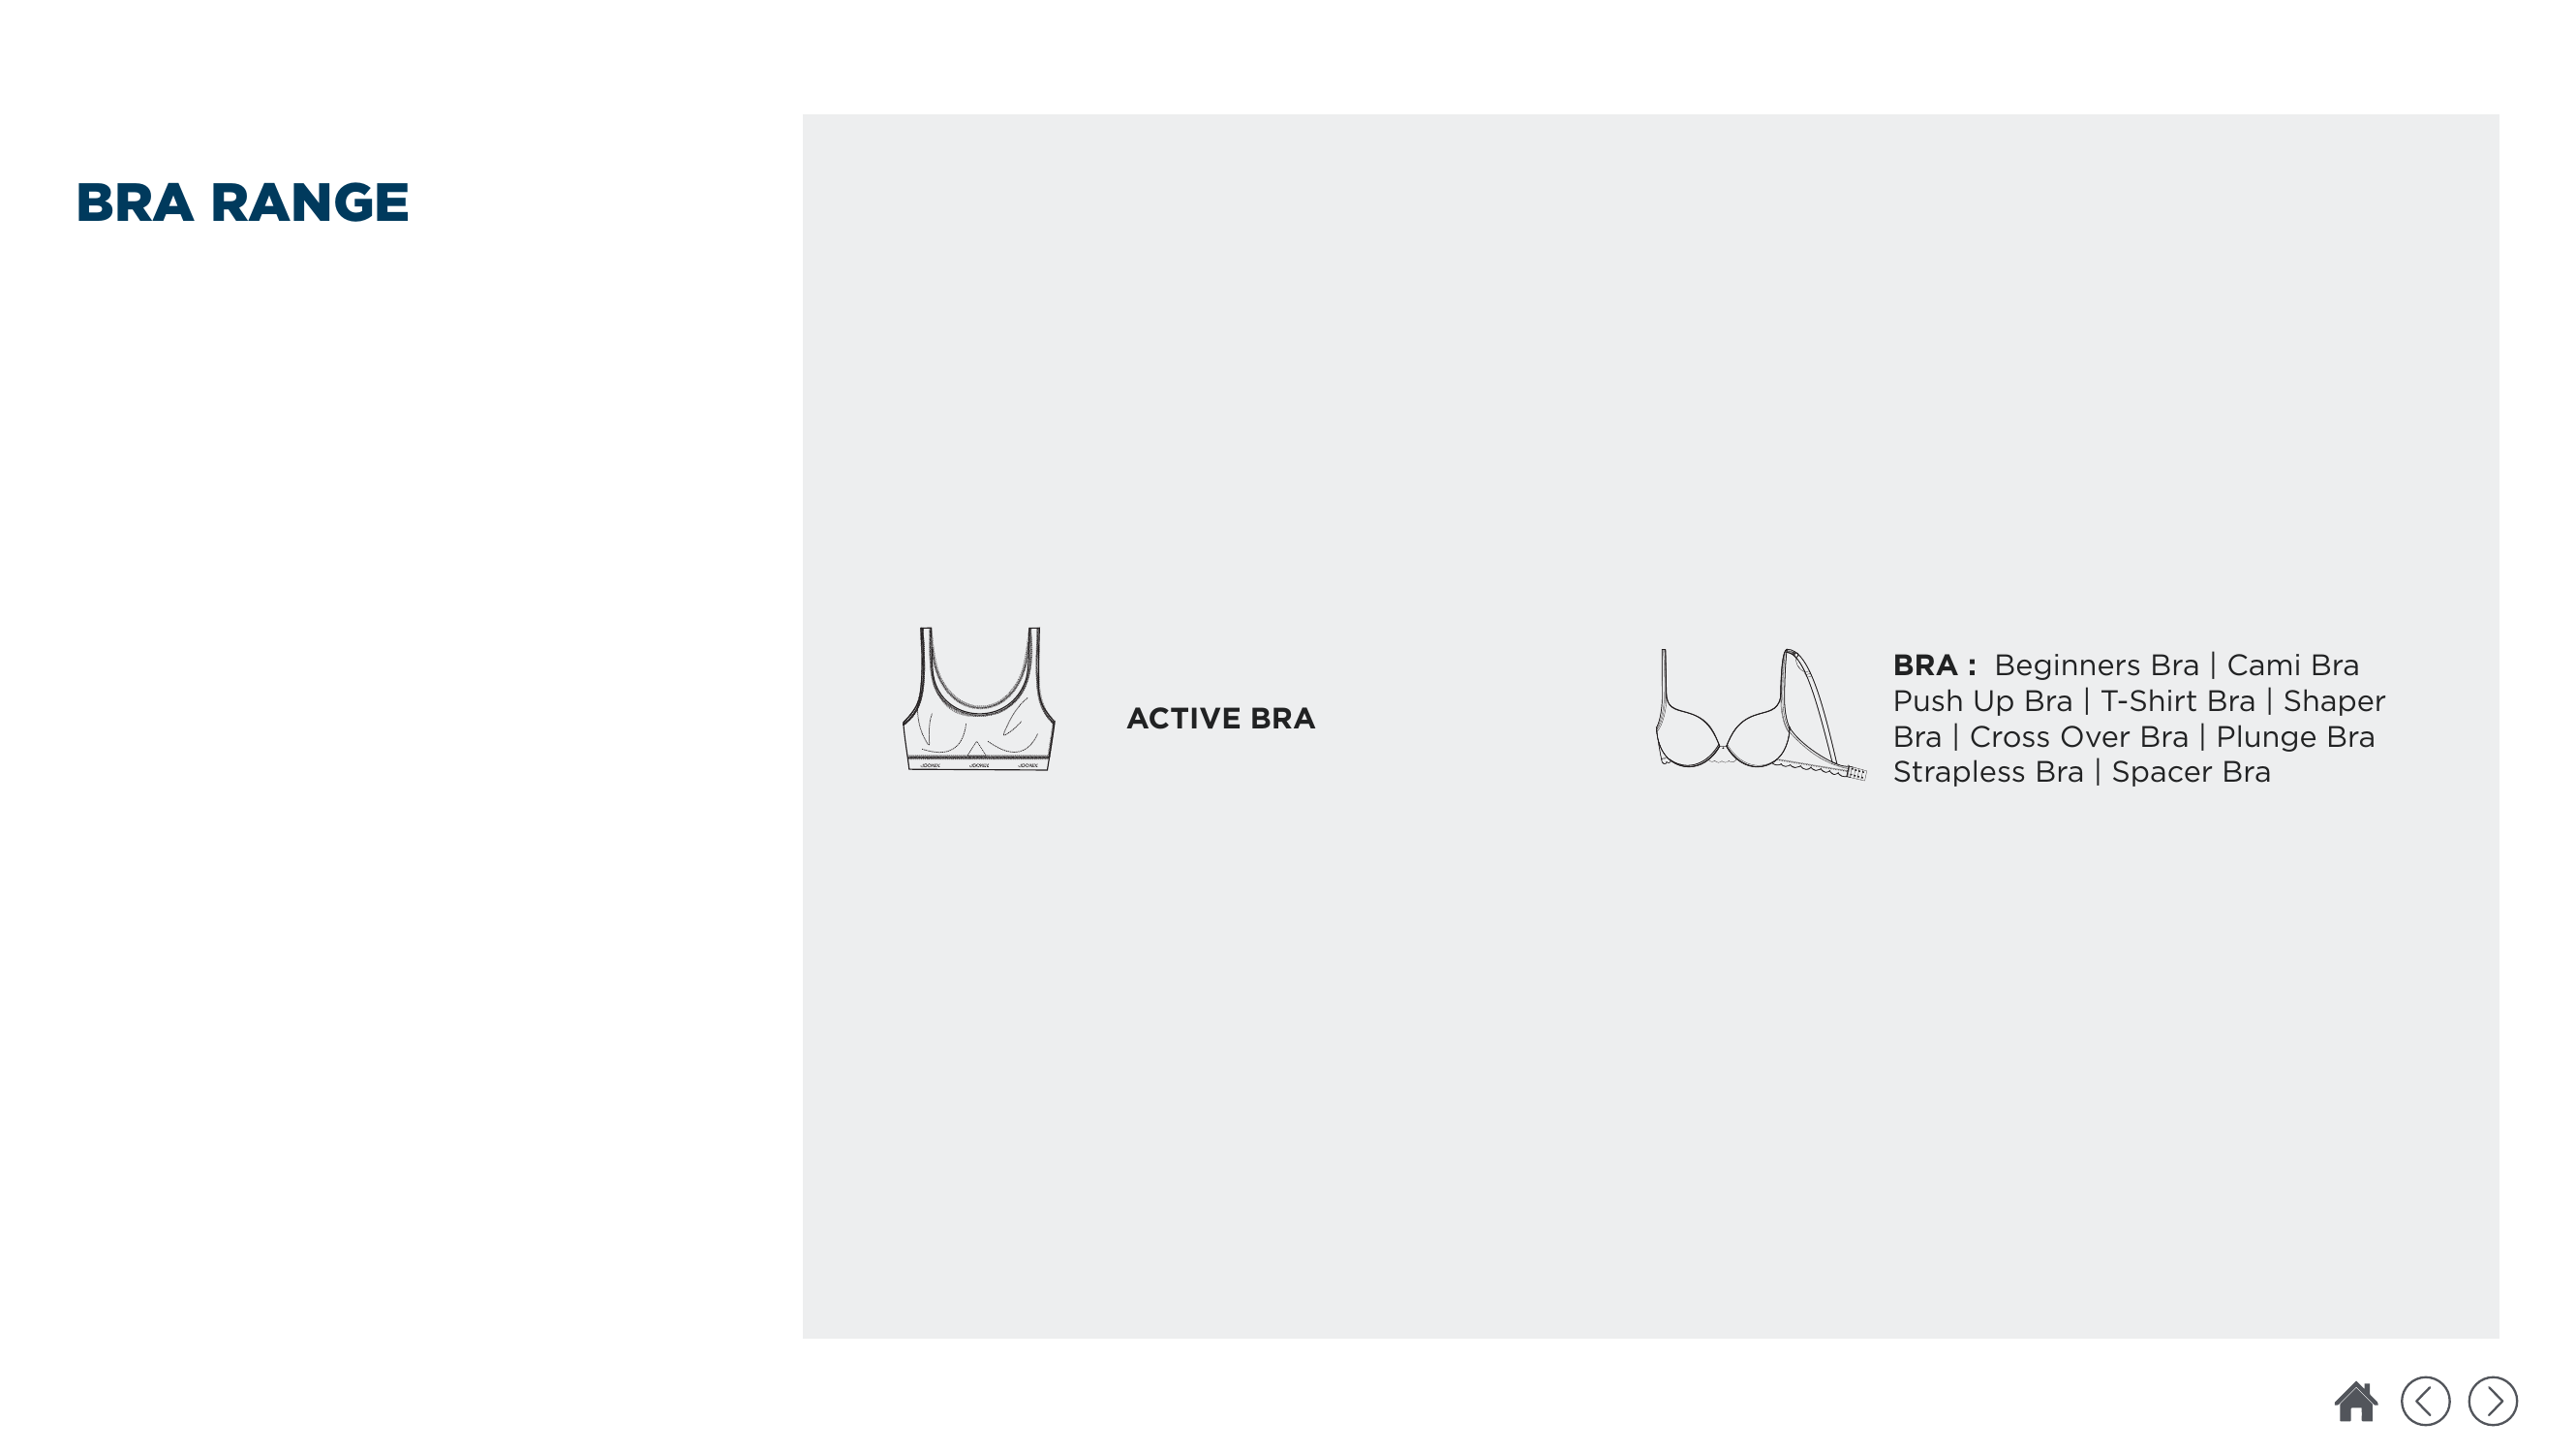 BRA RANGE
ACTIVE BRA
BRA : Beginners Bra | Cami Bra
Push Up Bra | T-Shirt Bra | Shaper
Bra | Cross Over Bra | Plunge Bra
Strapless Bra | Spacer Bra